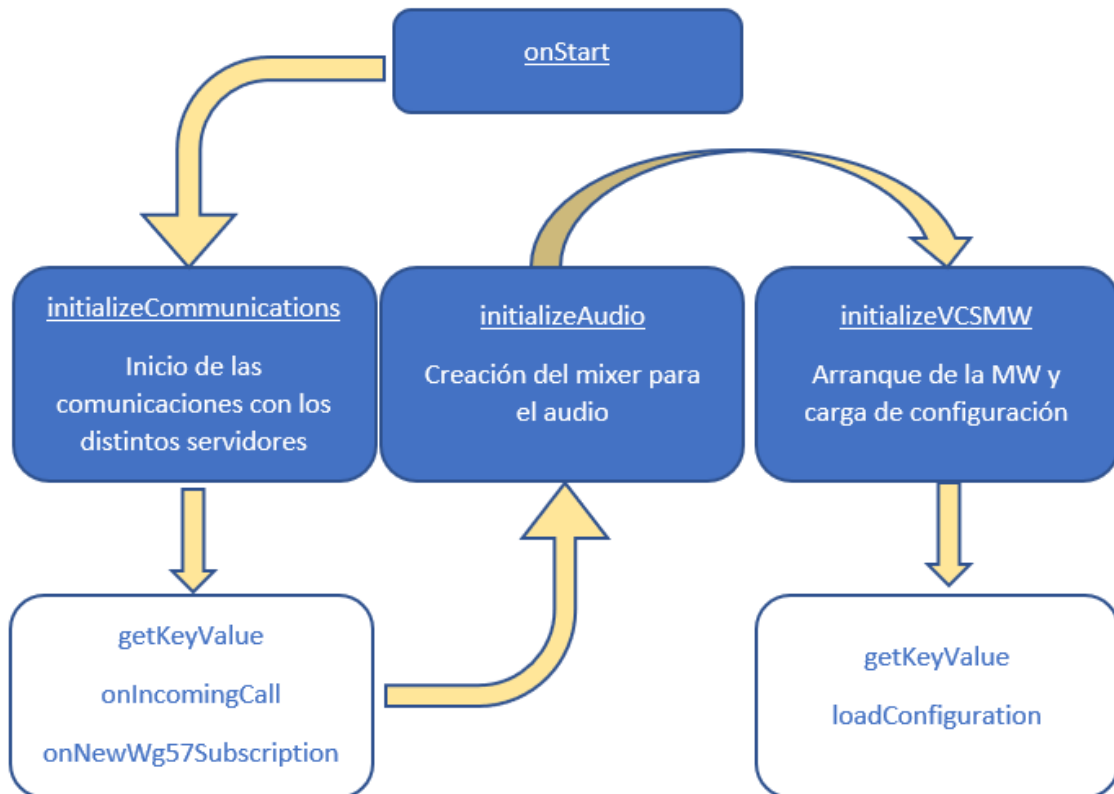 onStart
initializeCommunications
Inicio de las
comunicaciones con los
distintos servidores
initializeAudio
Creación del mixer para
el audio
initializeVCSMW
Arranque de la MW y
carga de configuración
getKeyValue
onIncomingCall
onNewWg57Subscription
getKeyValue
loadConfiguration